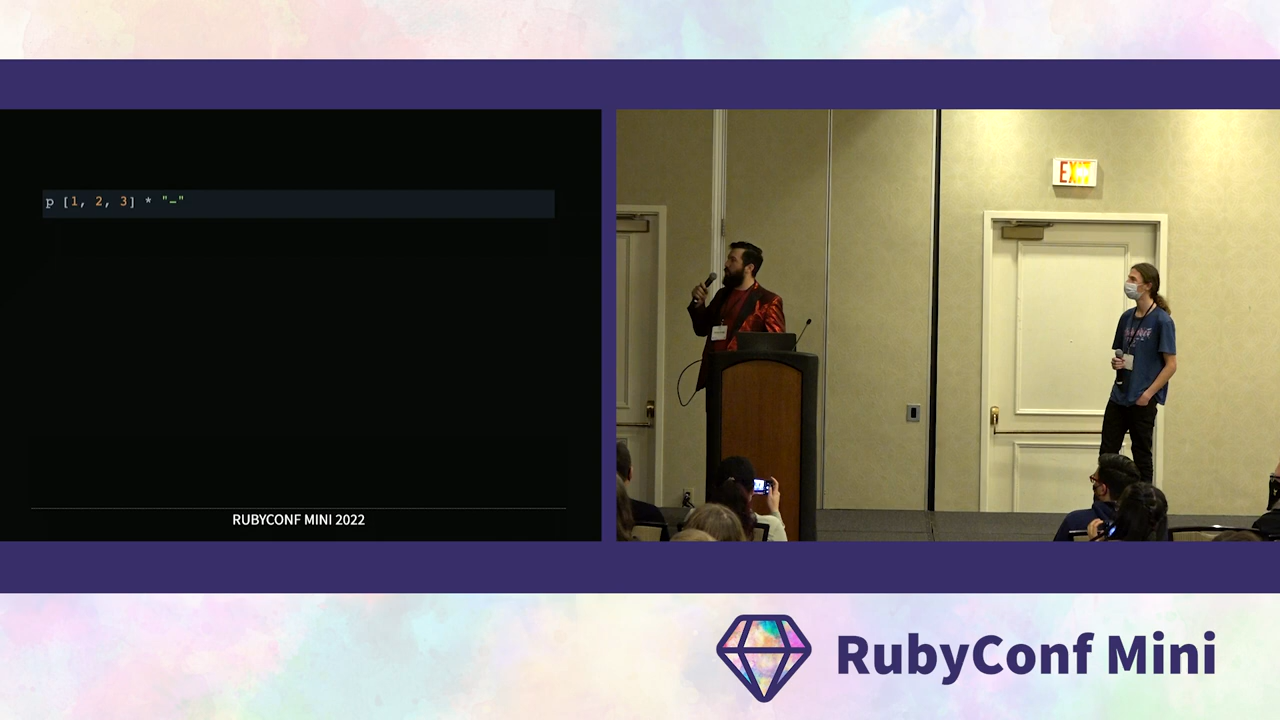 p [1, 2, 3] * "-"
RUBYCONF MINI 2022
EXIT
RubyConf Mini